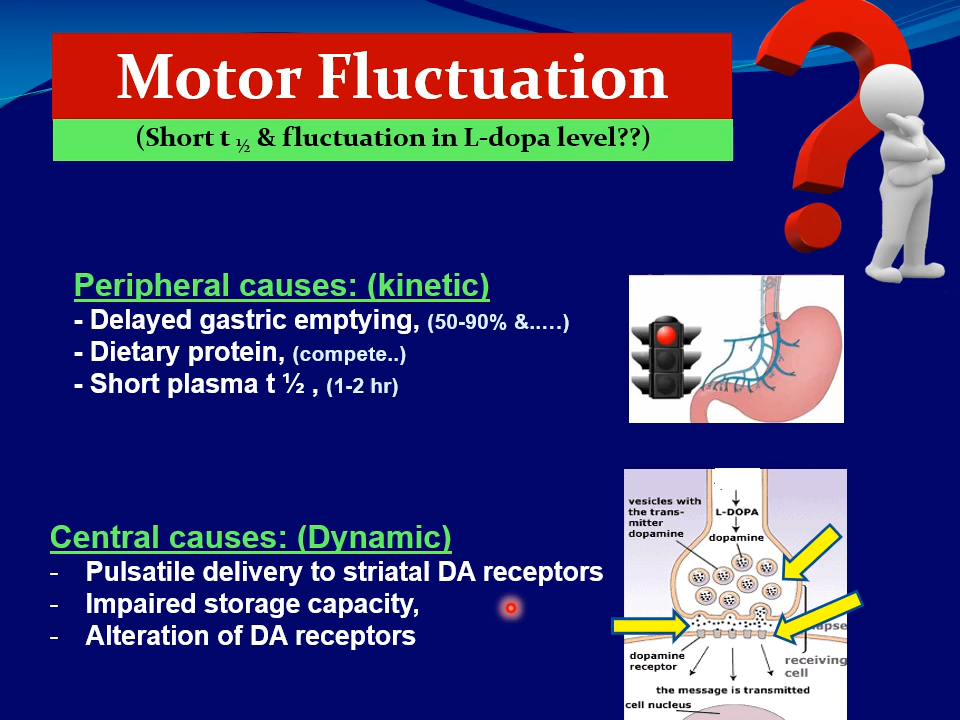 Motor Fluctuation
(Short t ½ & fluctuation in L-dopa level??)
Peripheral causes: (kinetic)
- Delayed gastric emptying, (50-90% &.....)
- Dietary protein, (compete..)
- Short plasma t ½ , (1-2 hr)
Central causes: (Dynamic)
- Pulsatile delivery to striatal DA receptors
- Impaired storage capacity,
- Alteration of DA receptors
vesicles with
the trans-
mitter
dopamine
L-DOPA
dopamine
apse
dopamine
receptor
receiving
cell
the message is transmitted
cell nucleus